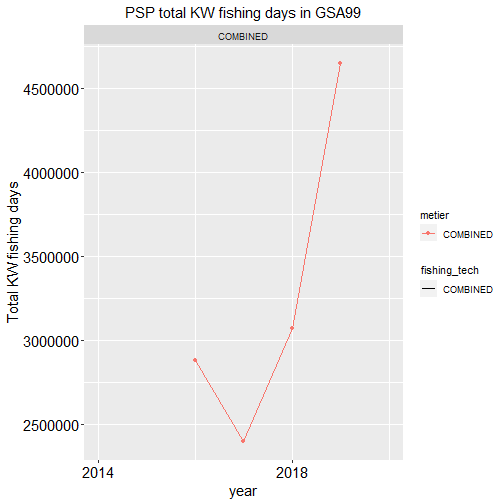 PSP total KW fishing days in GSA99
COMBINED
Total KW fishing days
4500000
4000000
3500000
3000000
2500000
2014
2018
year
metier
COMBINED
fishing_tech
COMBINED